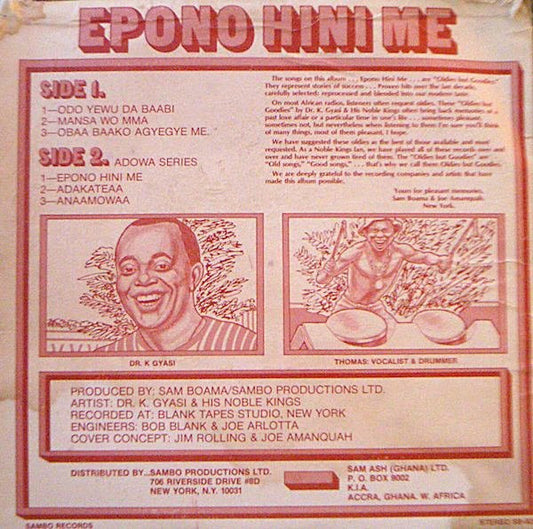 EPONO HINI ME
SIDE 1.
1—ODO YEWU DA BAABI
2—MANSA WO MMA
3—OBAA BAAKO AGYEGYE ME.
SIDE 2. ADOWA SERIES
1—EPONO HINI ME
2—ADAKATEAA
3—ANAAMOWAA
The songs on this album . . . Epono Hini Me . . . are "Oldies but Goodies"
They represent stories of success . . . Proven hits over the last decade,
carefully selected; reprocessed and blended into our modern taste.
On most African radios, listeners often request oldies. These "Oldies but
Goodies" by Dr. K. Gyasi & His Noble Kings often bring back memories of a
past love affair or a particular time in one's life . . . sometimes pleasant,
sometimes not, but nevertheless when listening to them I'm sure you'll think
of many things, most of them pleasant, I hope.
We have suggested these oldies as the best of those available and most
requested. As a Noble Kings fan, we have played all of these records over and
over and have never grown tired of them. The "Oldies but Goodies" are
"Old songs," "Good songs," . . . that's why we call them Oldies but Goodies.
We are deeply grateful to the recording companies and artists that have
made this album possible.
Yours for pleasant memories,
Sam Boama & Joe Amanquah.
New York.
DR. K GYASI
THOMAS: VOCALIST & DRUMMER
PRODUCED BY: SAM BOAMA/SAMBO PRODUCTIONS LTD.
ARTIST: DR. K. GYASI & HIS NOBLE KINGS
RECORDED AT: BLANK TAPES STUDIO, NEW YORK
ENGINEERS: BOB BLANK & JOE ARLOTTA
COVER CONCEPT: JIM ROLLING & JOE AMANQUAH
DISTRIBUTED BY...SAMBO PRODUCTIONS LTD.
706 RIVERSIDE DRIVE #8D
NEW YORK, N.Y. 10031
SAM ASH (GHANA) LTD.
P. O. BOX 9002
K.I.A.
ACCRA, GHANA. W. AFRICA
SAMBO RECORDS
STEREO